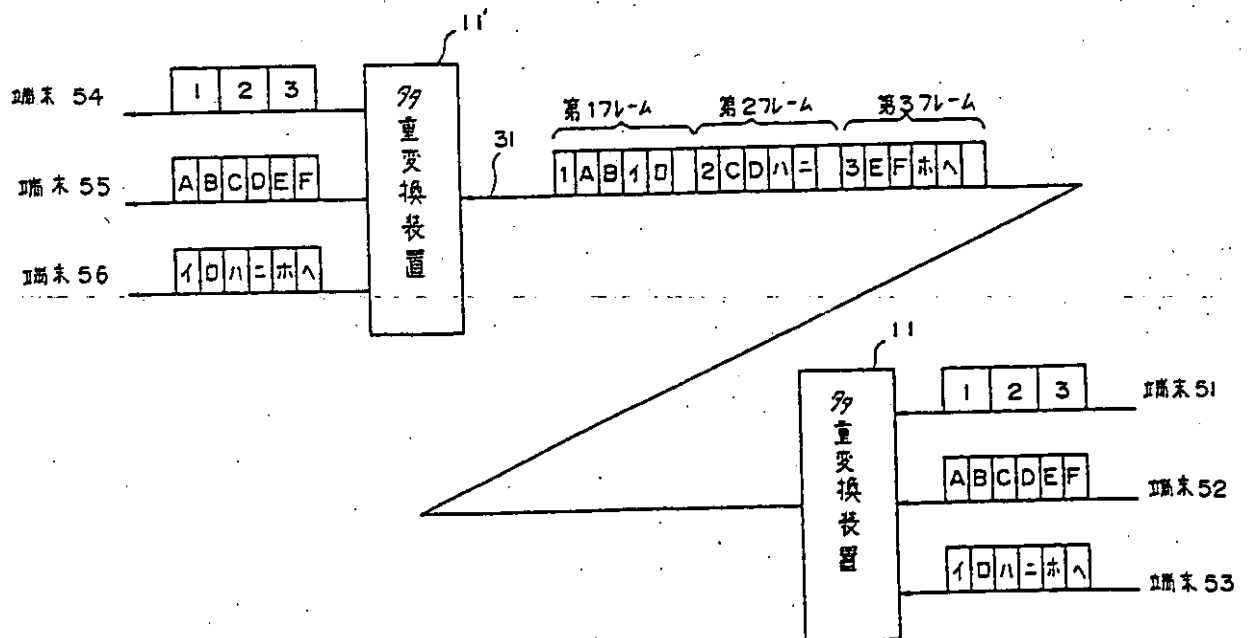 11'
端末 54
1 2 3
多重変換装置
第1フレーム 第2フレーム 第3フレーム
31
1 A B イ ロ 2 C D ハ ニ 3 E F ホ ヘ
端末 55
A B C D E F
端末 56
イ ロ ハ ニ ホ ヘ
11
多重変換装置
1 2 3
端末 51
A B C D E F
端末 52
イ ロ ハ ニ ホ ヘ
端末 53